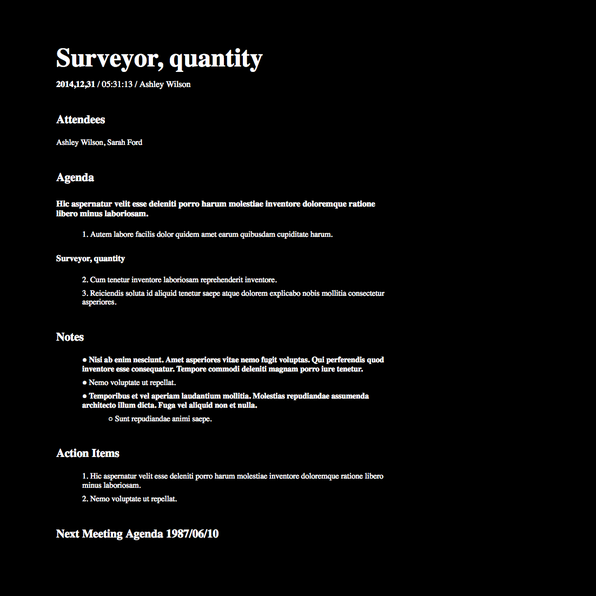 Surveyor, quantity
2014,12,31 / 05:31:13 / Ashley Wilson
Attendees
Ashley Wilson, Sarah Ford
Agenda
Hic aspernatur velit esse deleniti porro harum molestiae inventore doloremque ratione
libero minus laboriosam.
1. Autem labore facilis dolor quidem amet earum quibusdam cupiditate harum.
Surveyor, quantity
2. Cum tenetur inventore laboriosam reprehenderit inventore.
3. Reiciendis soluta id aliquid tenetur saepe atque dolorem explicabo nobis mollitia consectetur
asperiores.
Notes
● Nisi ab enim nesciunt. Amet asperiores vitae nemo fugit voluptas. Qui perferendis quod
inventore esse consequatur. Tempore commodi deleniti magnam porro iure tenetur.
● Nemo voluptate ut repellat.
● Temporibus et vel aperiam laudantium mollitia. Molestias repudiandae assumenda
architecto illum dicta. Fuga vel aliquid non et nulla.
○ Sunt repudiandae animi saepe.
Action Items
1. Hic aspernatur velit esse deleniti porro harum molestiae inventore doloremque ratione libero
minus laboriosam.
2. Nemo voluptate ut repellat.
Next Meeting Agenda 1987/06/10